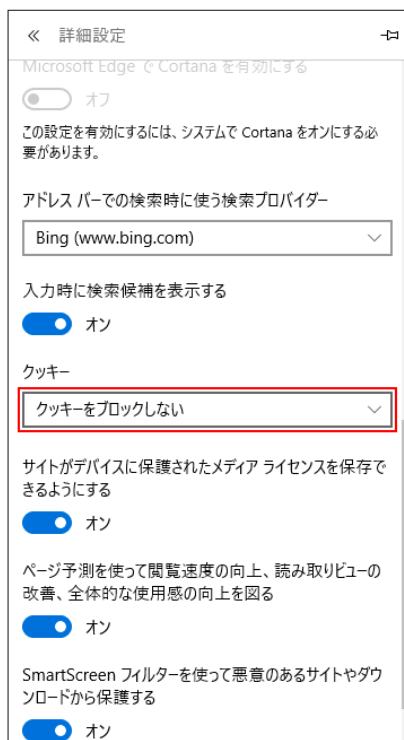 « 詳細設定
Microsoft Edge で Cortana を有効にする
オフ
この設定を有効にするには、システムで Cortana をオンにする必
要があります。
アドレス バーでの検索時に使う検索プロバイダー
Bing (www.bing.com)
入力時に検索候補を表示する
オン
クッキー
クッキーをブロックしない
サイトがデバイスに保護されたメディア ライセンスを保存で
きるようにする
オン
ページ予測を使って閲覧速度の向上、読み取りビューの
改善、全体的な使用感の向上を図る
オン
SmartScreen フィルターを使って悪意のあるサイトやダウ
ンロードから保護する
オン